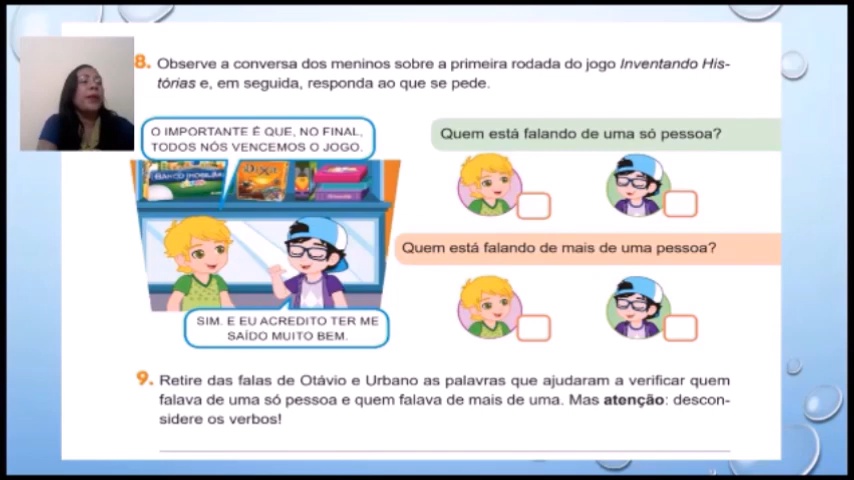 8. Observe a conversa dos meninos sobre a primeira rodada do jogo Inventando His-
tórias e, em seguida, responda ao que se pede.
O IMPORTANTE É QUE, NO FINAL,
TODOS NÓS VENCEMOS O JOGO.
BANCO IMOBILIÁRIO
Dixit
SIM. E EU ACREDITO TER ME
SAÍDO MUITO BEM.
Quem está falando de uma só pessoa?
Quem está falando de mais de uma pessoa?
9. Retire das falas de Otávio e Urbano as palavras que ajudaram a verificar quem
falava de uma só pessoa e quem falava de mais de uma. Mas atenção: descon-
sidere os verbos!